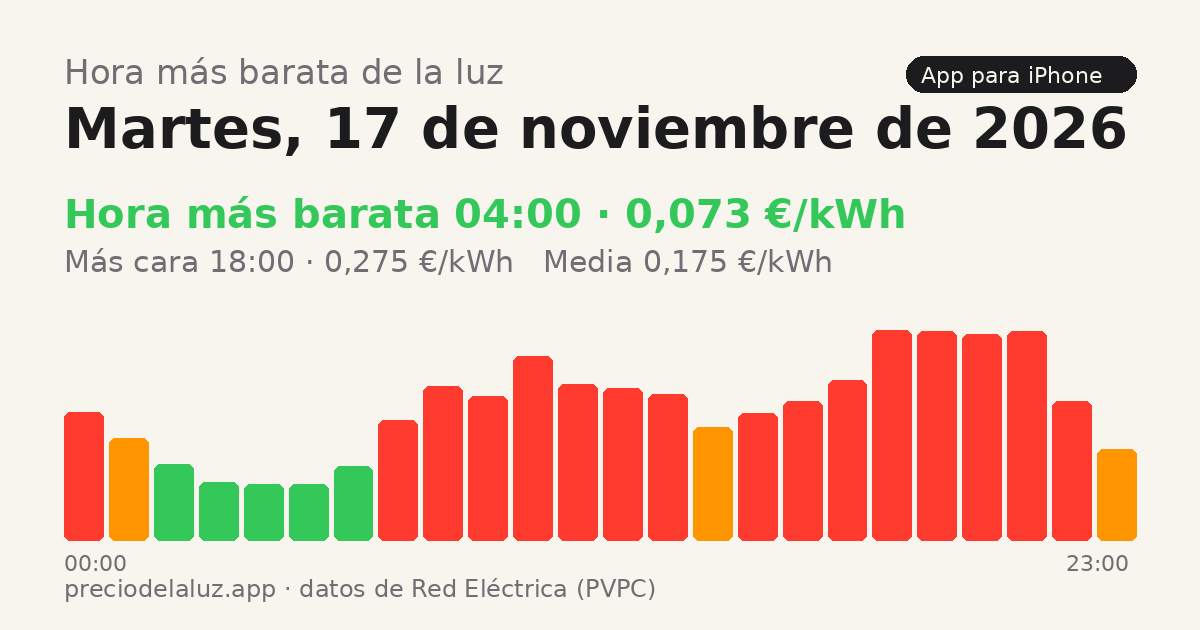 Hora más barata de la luz
App para iPhone
Martes, 17 de noviembre de 2026
Hora más barata 04:00 · 0,073 €/kWh
Más cara 18:00 · 0,275 €/kWh Media 0,175 €/kWh
00:00 23:00
preciodelaluz.app · datos de Red Eléctrica (PVPC)